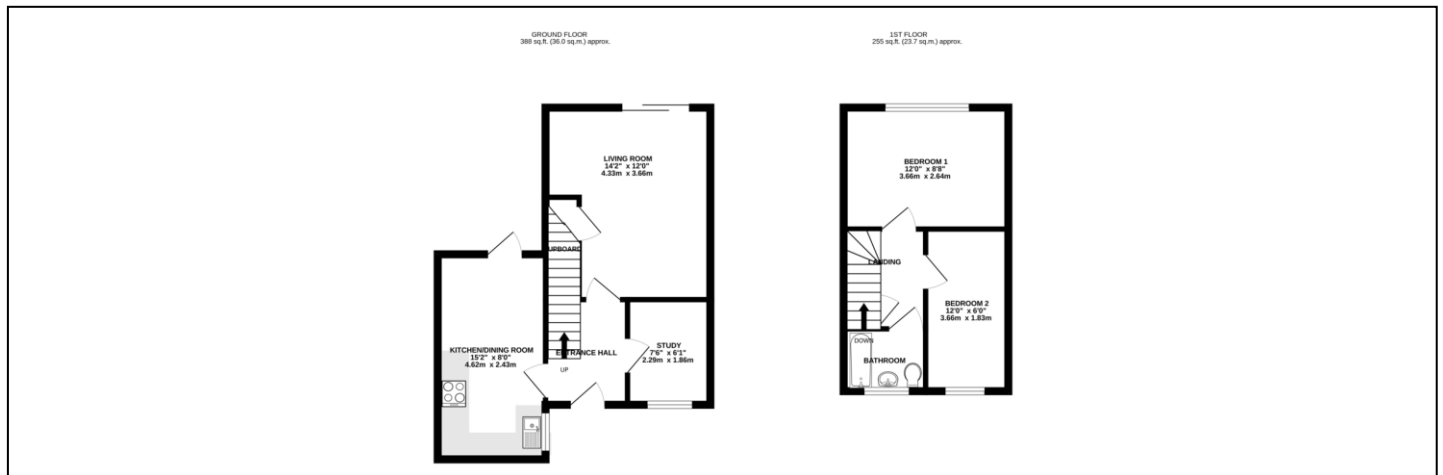 GROUND FLOOR
388 sq.ft. (36.0 sq.m.) approx.
1ST FLOOR
255 sq.ft. (23.7 sq.m.) approx.
LIVING ROOM
14'2" x 12'0"
4.33m x 3.66m
UPBOARD
KITCHEN/DINING ROOM
15'2" x 8'0"
4.62m x 2.43m
ENTRANCE HALL
UP
STUDY
7'6" x 6'1"
2.29m x 1.86m
BEDROOM 1
12'0" x 8'8"
3.66m x 2.64m
LANDING
BEDROOM 2
12'0" x 6'0"
3.66m x 1.83m
DOWN
BATHROOM